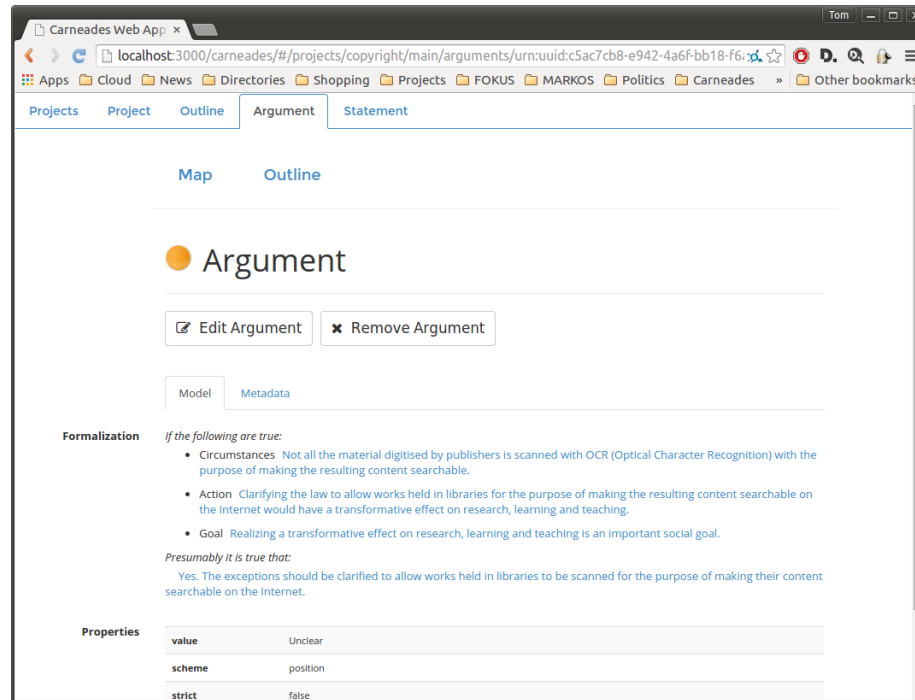 Tom
Carneades Web App ×
localhost:3000/carneades/#/projects/copyright/main/arguments/urn:uuid:c5ac7cb8-e942-4a6f-bb18-f6
Apps Cloud News Directories Shopping Projects FOKUS MARKOS Politics Carneades » Other bookmarks
Projects Project Outline Argument Statement
Map Outline
Argument
Edit Argument Remove Argument
Model Metadata
Formalization If the following are true:
• Circumstances Not all the material digitised by publishers is scanned with OCR (Optical Character Recognition) with the
purpose of making the resulting content searchable.
• Action Clarifying the law to allow works held in libraries for the purpose of making the resulting content searchable on
the Internet would have a transformative effect on research, learning and teaching.
• Goal Realizing a transformative effect on research, learning and teaching is an important social goal.
Presumably it is true that:
Yes. The exceptions should be clarified to allow works held in libraries to be scanned for the purpose of making their content
searchable on the Internet.
Properties
value Unclear
scheme position
strict false